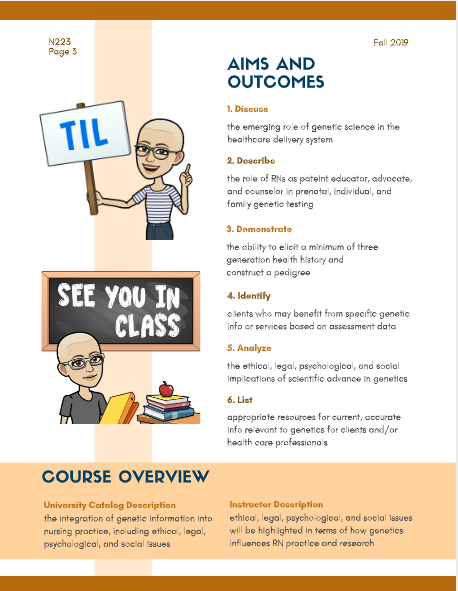 N223
Page 3
Fall 2019
AIMS AND
OUTCOMES
TIL
1. Discuss
the emerging role of genetic science in the
healthcare delivery system
2. Describe
the role of RNs as pateint educator, advocate,
and counselor in prenatal, individual, and
family genetic testing
3. Demonstrate
the ability to elicit a minimum of three
generation health history and
construct a pedigree
SEE YOU IN
CLASS
4. Identify
clients who may benefit from specific genetic
info or services based on assessment data
5. Analyze
the ethical, legal, psychological, and social
implications of scientific advance in genetics
6. List
appropriate resources for current, accurate
info relevant to genetics for clients and/or
health care professionals
COURSE OVERVIEW
University Catalog Description
the integration of genetic information into
nursing practice, including ethical, legal,
psychological, and social issues
Instructor Description
ethical, legal, psychological, and social issues
will be highlighted in terms of how genetics
influences RN practice and research